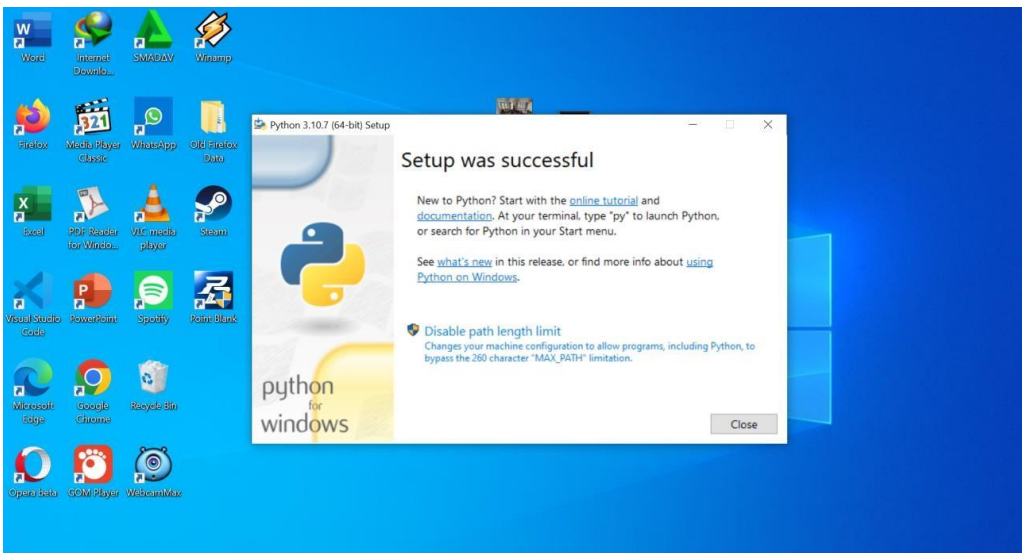 Word
Internet
Downlo...
SMADAV
Winamp
Firefox
Media Player
Classic
WhatsApp
Old Firefox
Data
Excel
PDF Reader
for Windo...
VLC media
player
Steam
Visual Studio
Code
PowerPoint
Spotify
Point Blank
Microsoft
Edge
Google
Chrome
Recycle Bin
Opera beta
GOM Player
WebcamMax
Python 3.10.7 (64-bit) Setup
Setup was successful
New to Python? Start with the online tutorial and
documentation. At your terminal, type "py" to launch Python,
or search for Python in your Start menu.
See what's new in this release, or find more info about using
Python on Windows.
Disable path length limit
Changes your machine configuration to allow programs, including Python, to
bypass the 260 character "MAX_PATH" limitation.
python
for
windows
Close